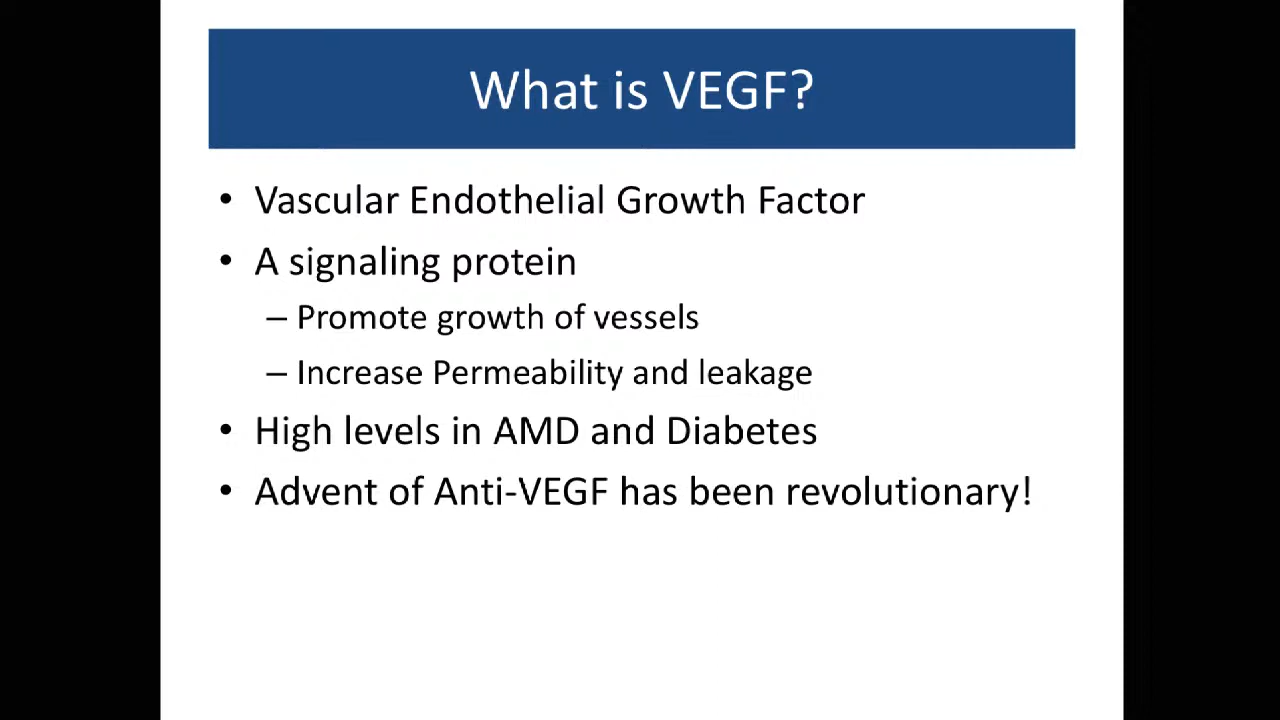 What is VEGF?
• Vascular Endothelial Growth Factor
• A signaling protein
– Promote growth of vessels
– Increase Permeability and leakage
• High levels in AMD and Diabetes
• Advent of Anti-VEGF has been revolutionary!